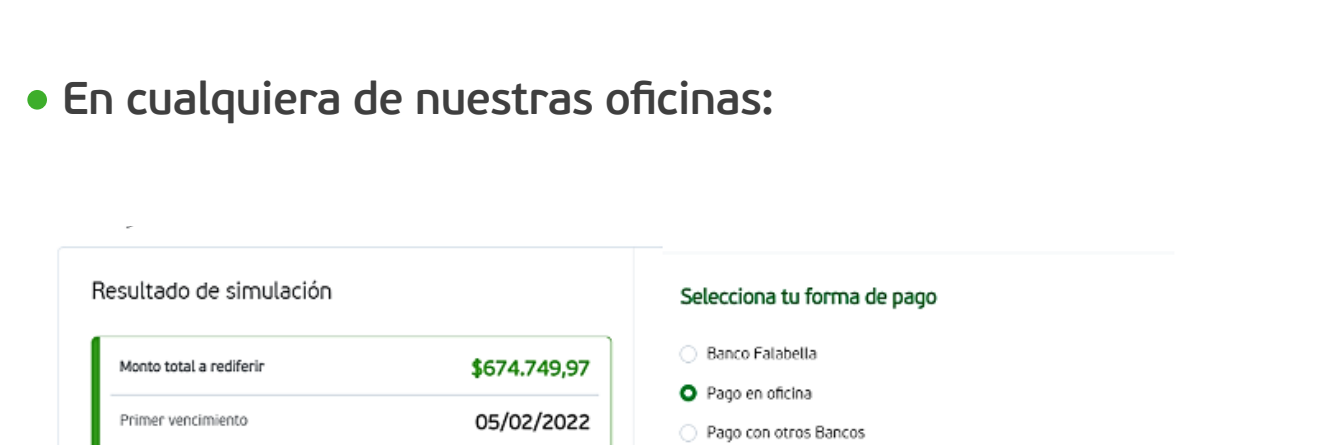 En cualquiera de nuestras oficinas:
Resultado de simulación
Monto total a rediferir $674.749,97
Primer vencimiento 05/02/2022
Selecciona tu forma de pago
Banco Falabella
Pago en oficina
Pago con otros Bancos